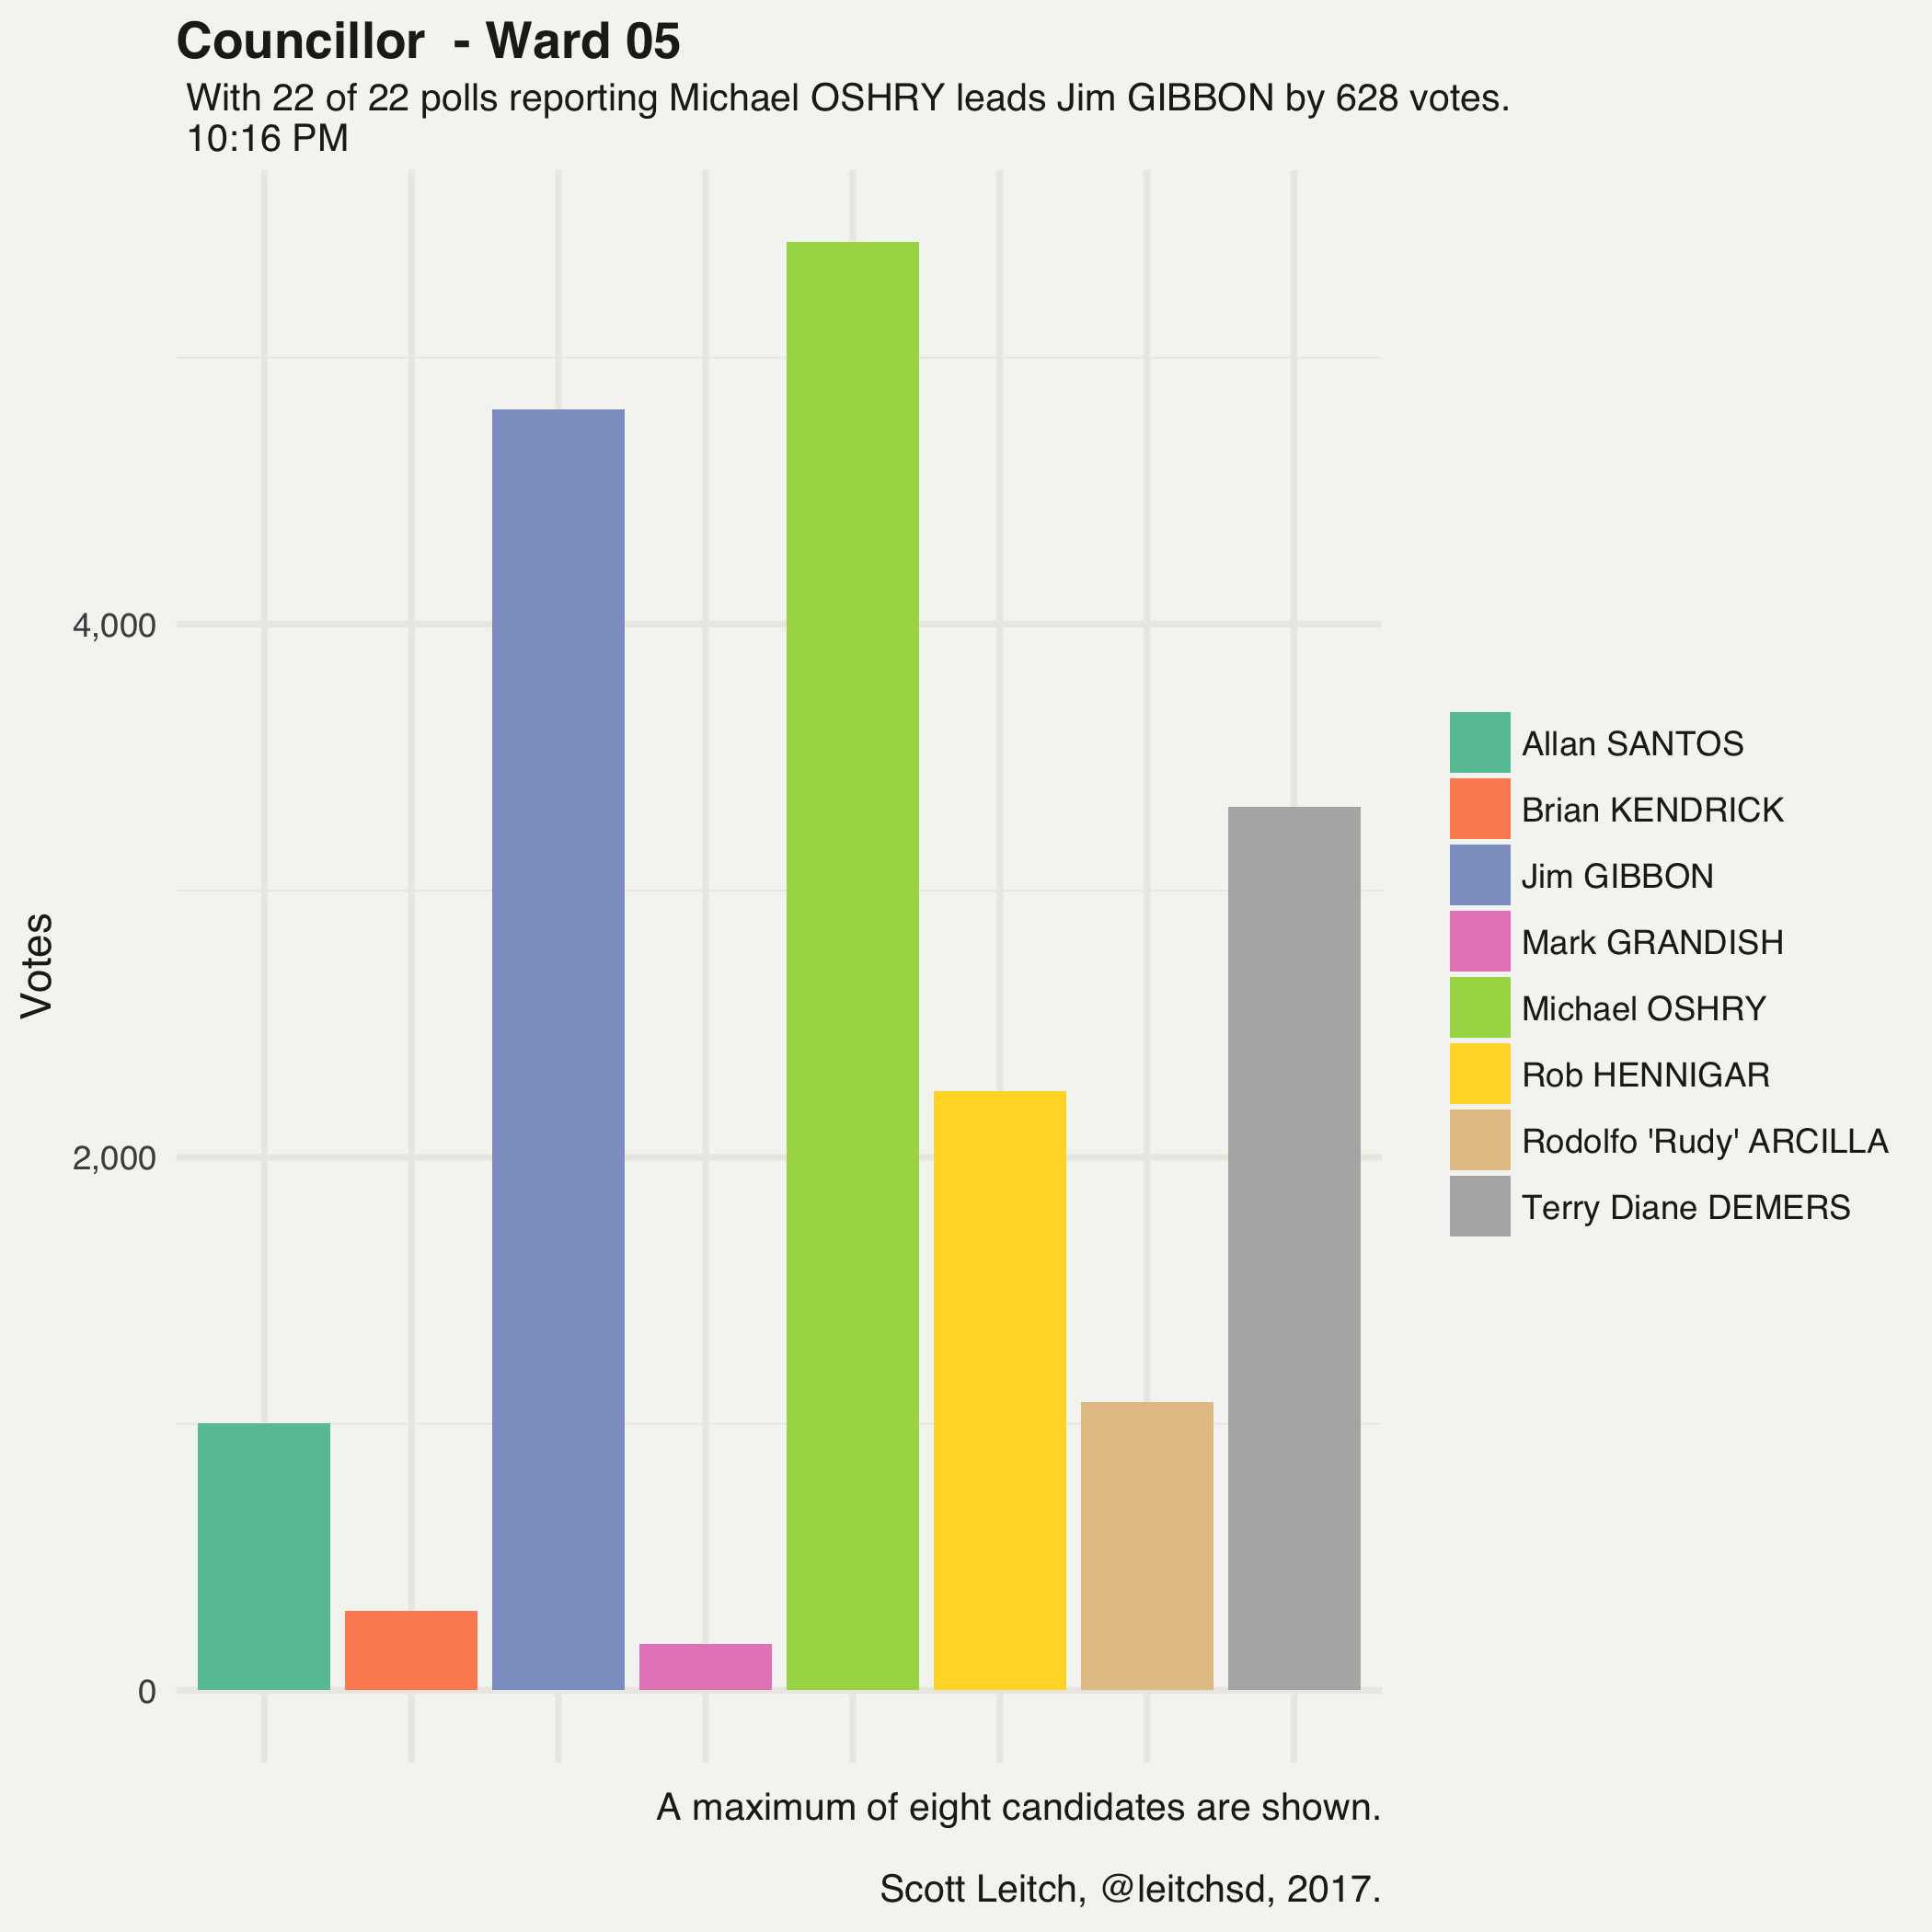 Councillor  - Ward 05
With 22 of 22 polls reporting Michael OSHRY leads Jim GIBBON by 628 votes.
10:16 PM
Votes
4,000
2,000
0
Allan SANTOS
Brian KENDRICK
Jim GIBBON
Mark GRANDISH
Michael OSHRY
Rob HENNIGAR
Rodolfo 'Rudy' ARCILLA
Terry Diane DEMERS
A maximum of eight candidates are shown.
Scott Leitch, @leitchsd, 2017.